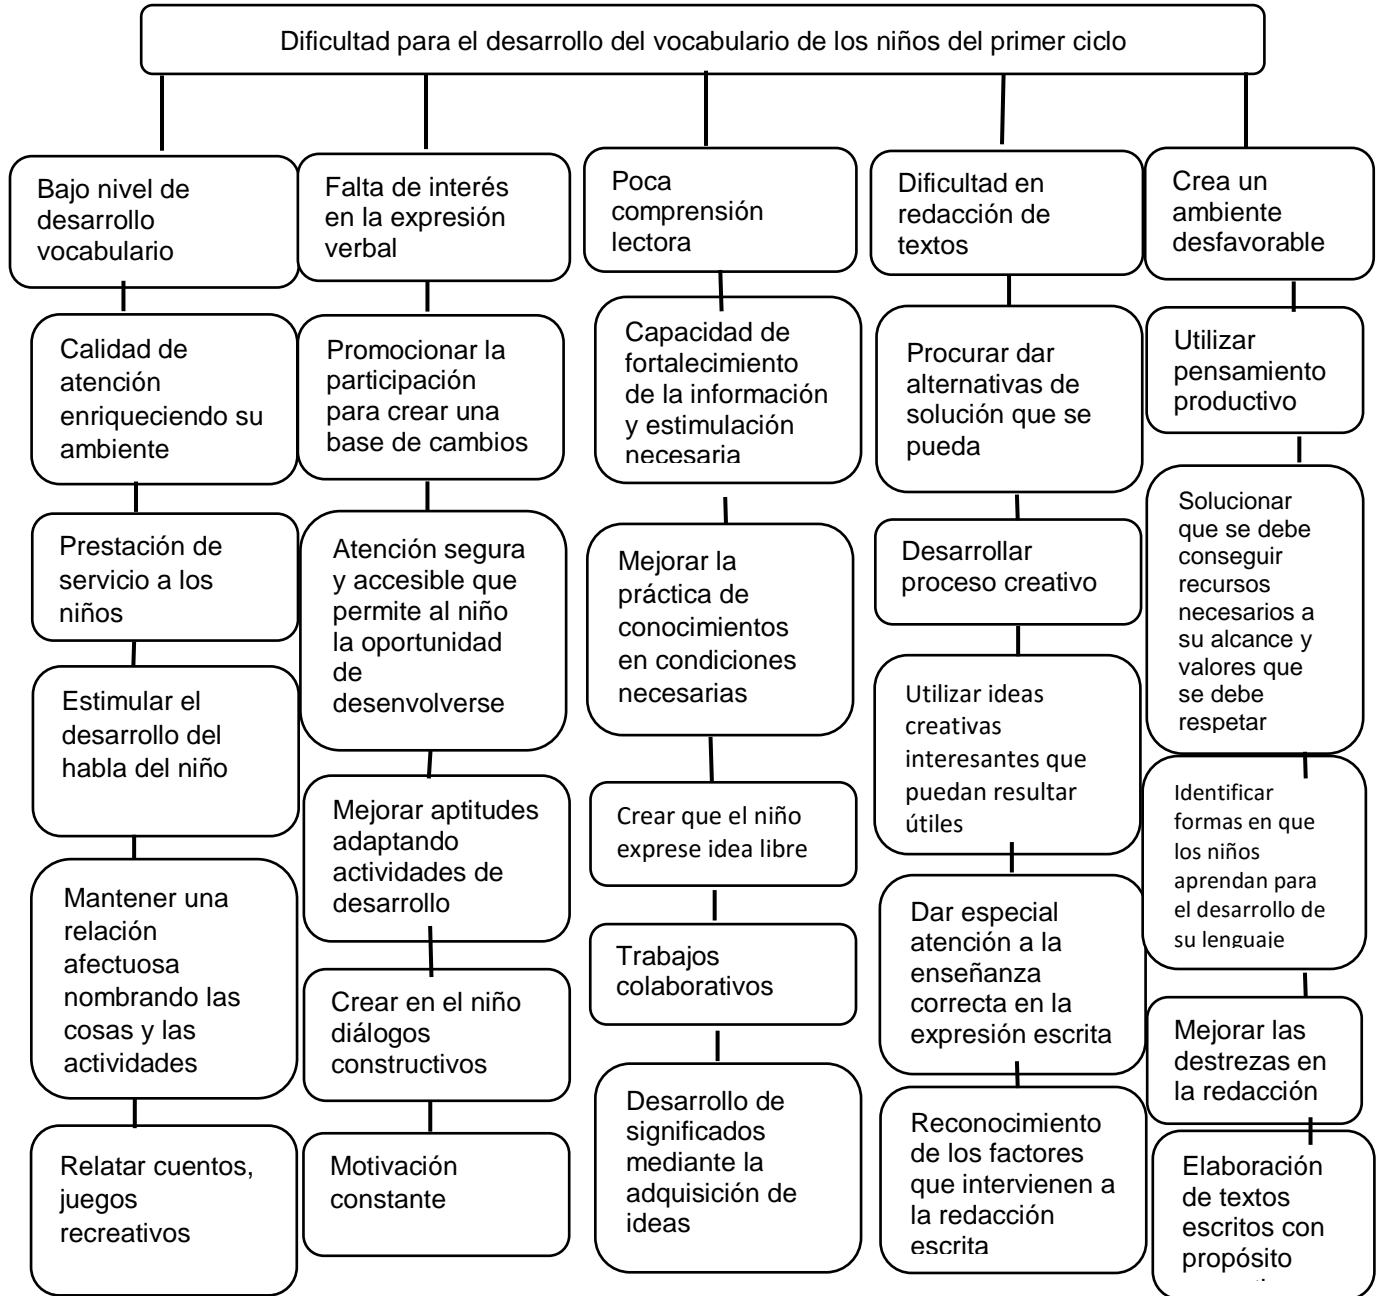 Dificultad para el desarrollo del vocabulario de los niños del primer ciclo
Bajo nivel de
desarrollo
vocabulario
Calidad de
atención
enriqueciendo su
ambiente
Prestación de
servicio a los
niños
Estimular el
desarrollo del
habla del niño
Mantener una
relación
afectuosa
nombrando las
cosas y las
actividades
Relatar cuentos,
juegos
recreativos
Falta de interés
en la expresión
verbal
Promocionar la
participación
para crear una
base de cambios
Atención segura
y accesible que
permite al niño
la oportunidad
de
desenvolverse
Mejorar aptitudes
adaptando
actividades de
desarrollo
Crear en el niño
diálogos
constructivos
Motivación
constante
Poca
comprensión
lectora
Capacidad de
fortalecimiento
de la información
y estimulación
necesaria
Mejorar la
práctica de
conocimientos
en condiciones
necesarias
Crear que el niño
exprese idea libre
Trabajos
colaborativos
Desarrollo de
significados
mediante la
adquisición de
ideas
Dificultad en
redacción de
textos
Procurar dar
alternativas de
solución que se
pueda
Desarrollar
proceso creativo
Utilizar ideas
creativas
interesantes que
puedan resultar
útiles
Dar especial
atención a la
enseñanza
correcta en la
expresión escrita
Reconocimiento
de los factores
que intervienen a
la redacción
escrita
Crea un
ambiente
desfavorable
Utilizar
pensamiento
productivo
Solucionar
que se debe
conseguir
recursos
necesarios a
su alcance y
valores que
se debe
respetar
Identificar
formas en que
los niños
aprendan para
el desarrollo de
su lenguaje
Mejorar las
destrezas en
la redacción
Elaboración
de textos
escritos con
propósito